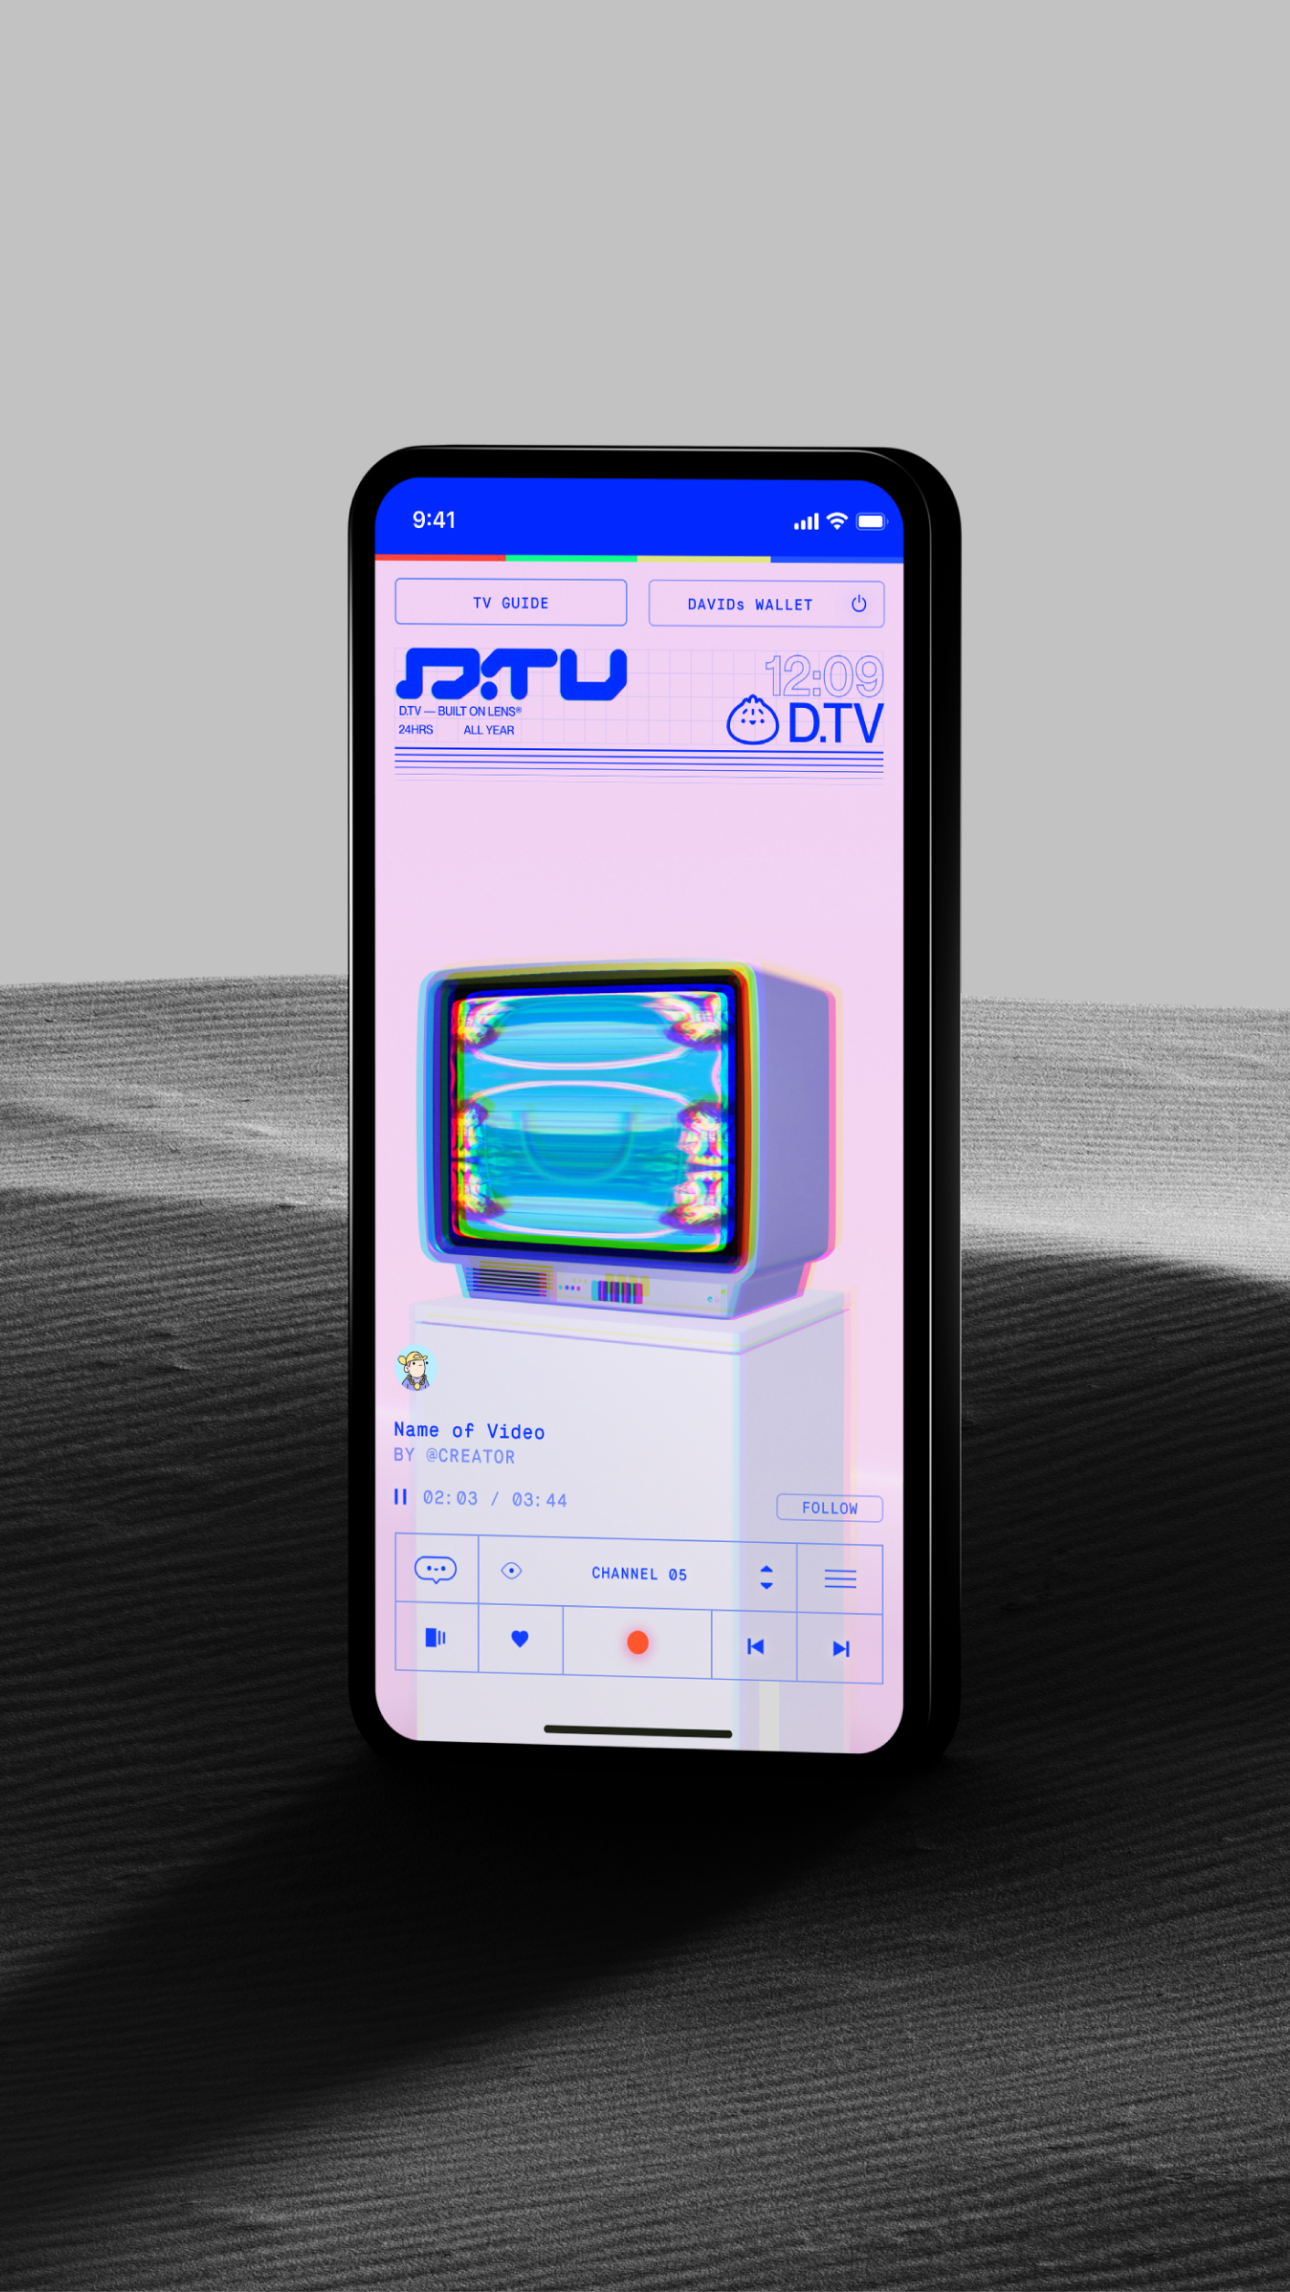 9:41
TV GUIDE
DAVIDs WALLET
D.TV
12:09
D.TV — BUILT ON LENS®
24HRS ALL YEAR
D.TV
Name of Video
BY @CREATOR
02:03 / 03:44
FOLLOW
CHANNEL 05